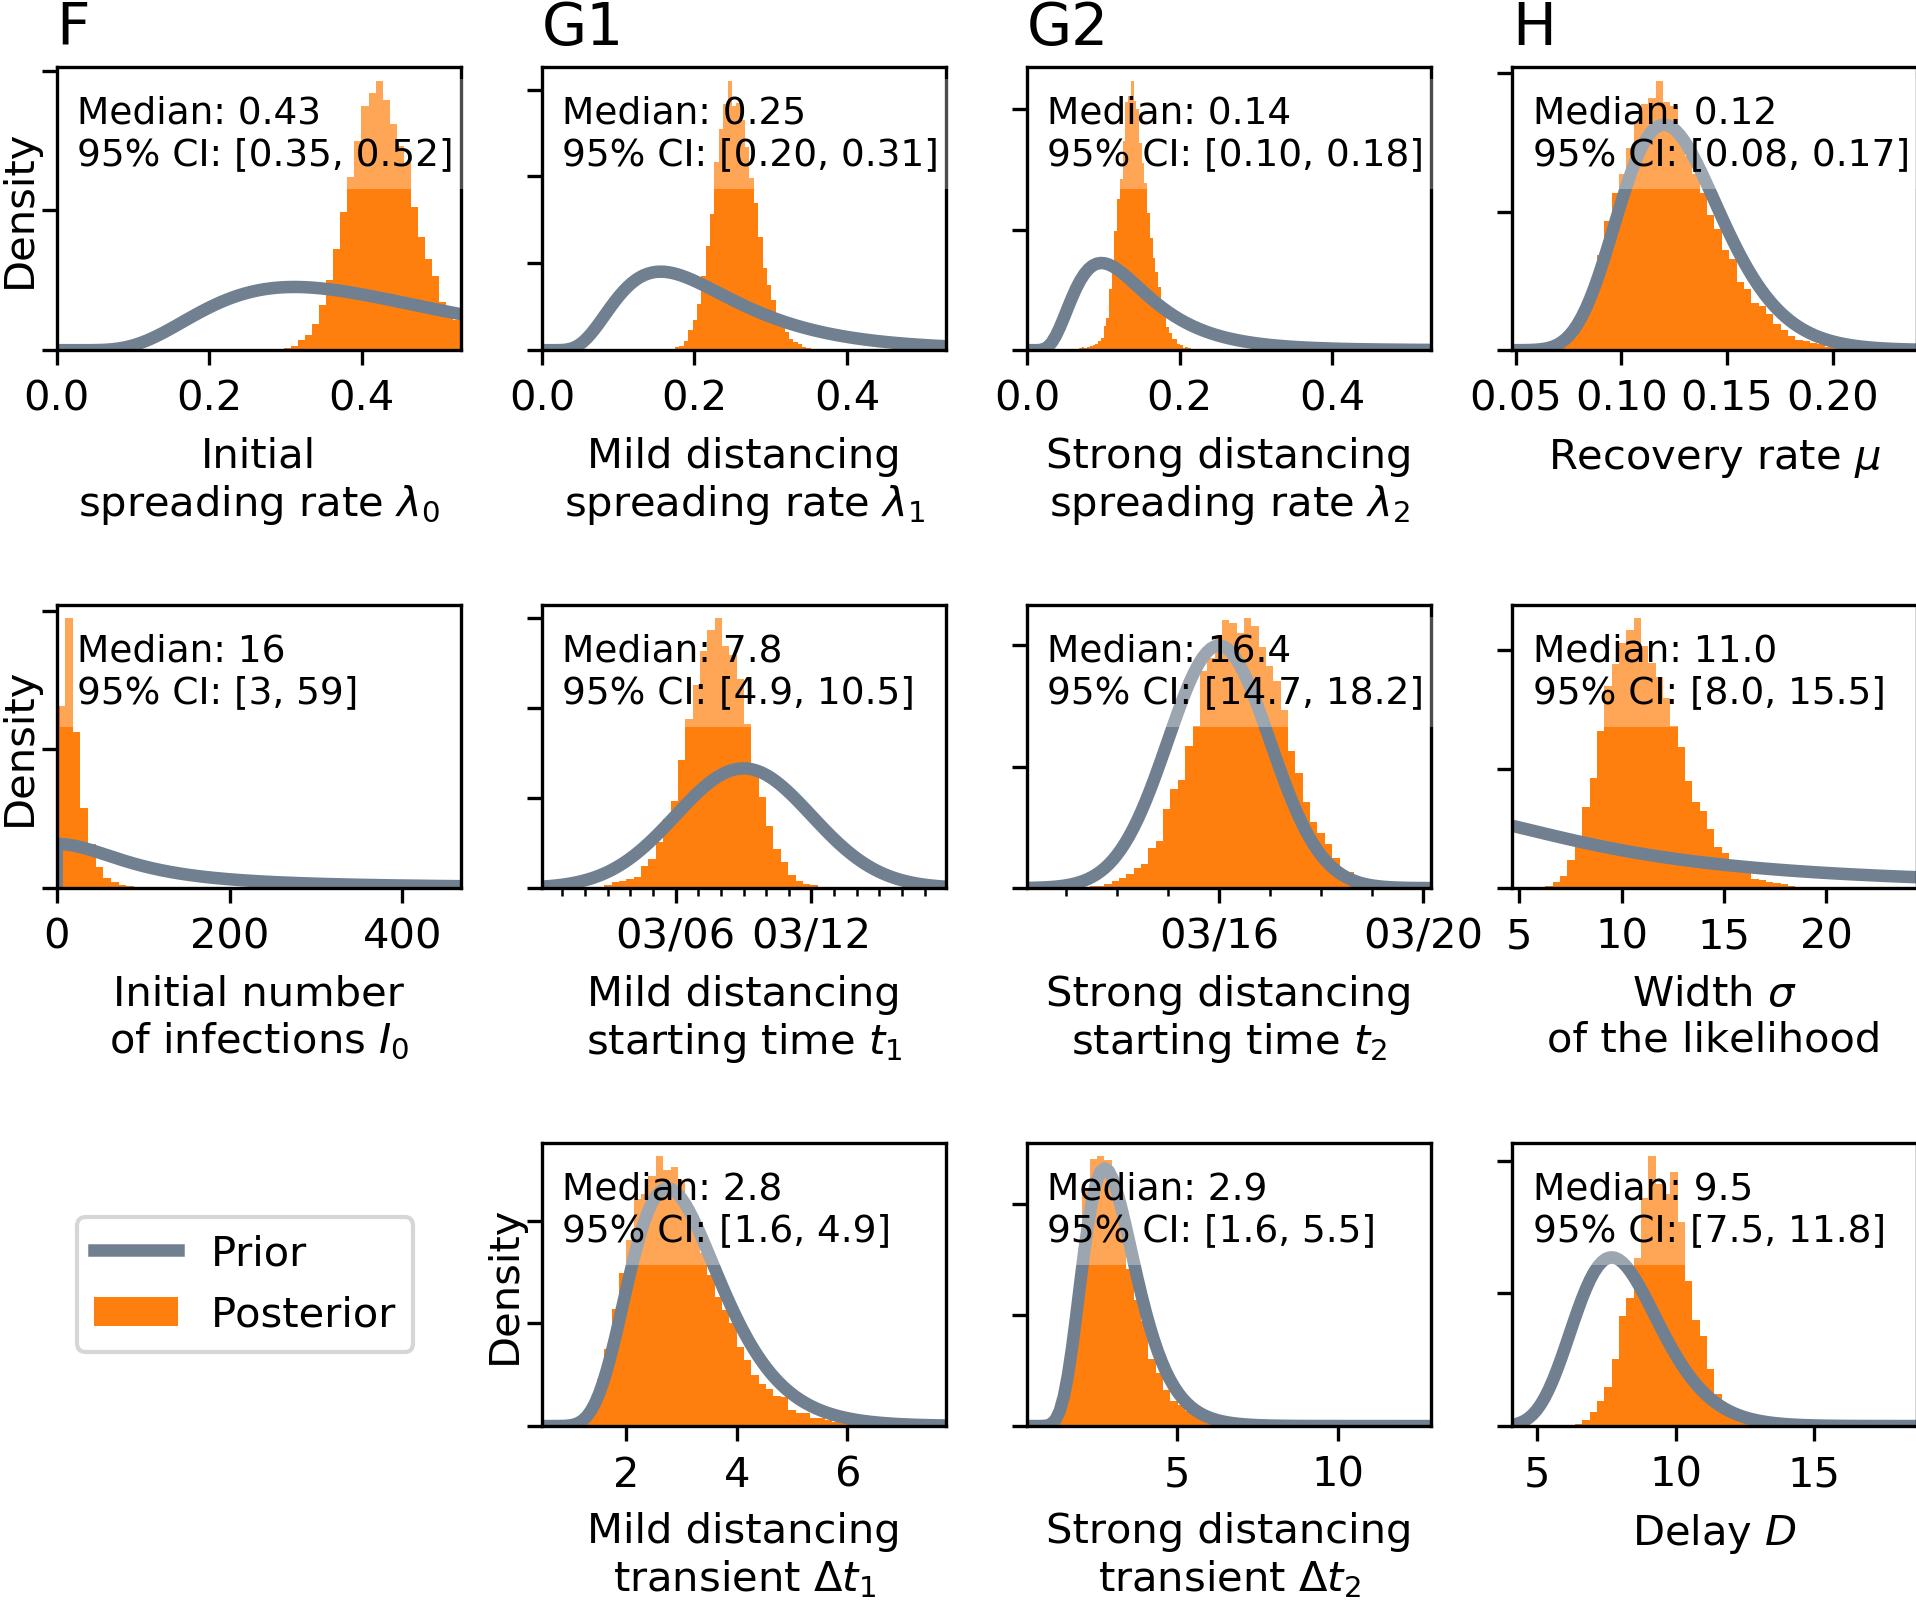 F
G1
G2
H
Density
Median: 0.43
95% CI: [0.35, 0.52]
0.0 0.2 0.4
Initial
spreading rate λ0
Median: 0.25
95% CI: [0.20, 0.31]
0.0 0.2 0.4
Mild distancing
spreading rate λ1
Median: 0.14
95% CI: [0.10, 0.18]
0.0 0.2 0.4
Strong distancing
spreading rate λ2
Median: 0.12
95% CI: [0.08, 0.17]
0.05 0.10 0.15 0.20
Recovery rate μ
Density
Median: 16
95% CI: [3, 59]
0 200 400
Initial number
of infections I0
Median: 7.8
95% CI: [4.9, 10.5]
03/06 03/12
Mild distancing
starting time t1
Median: 16.4
95% CI: [14.7, 18.2]
03/16 03/20
Strong distancing
starting time t2
Median: 11.0
95% CI: [8.0, 15.5]
5 10 15 20
Width σ
of the likelihood
Prior
Posterior
Density
Median: 2.8
95% CI: [1.6, 4.9]
2 4 6
Mild distancing
transient Δt1
Median: 2.9
95% CI: [1.6, 5.5]
5 10
Strong distancing
transient Δt2
Median: 9.5
95% CI: [7.5, 11.8]
5 10 15
Delay D